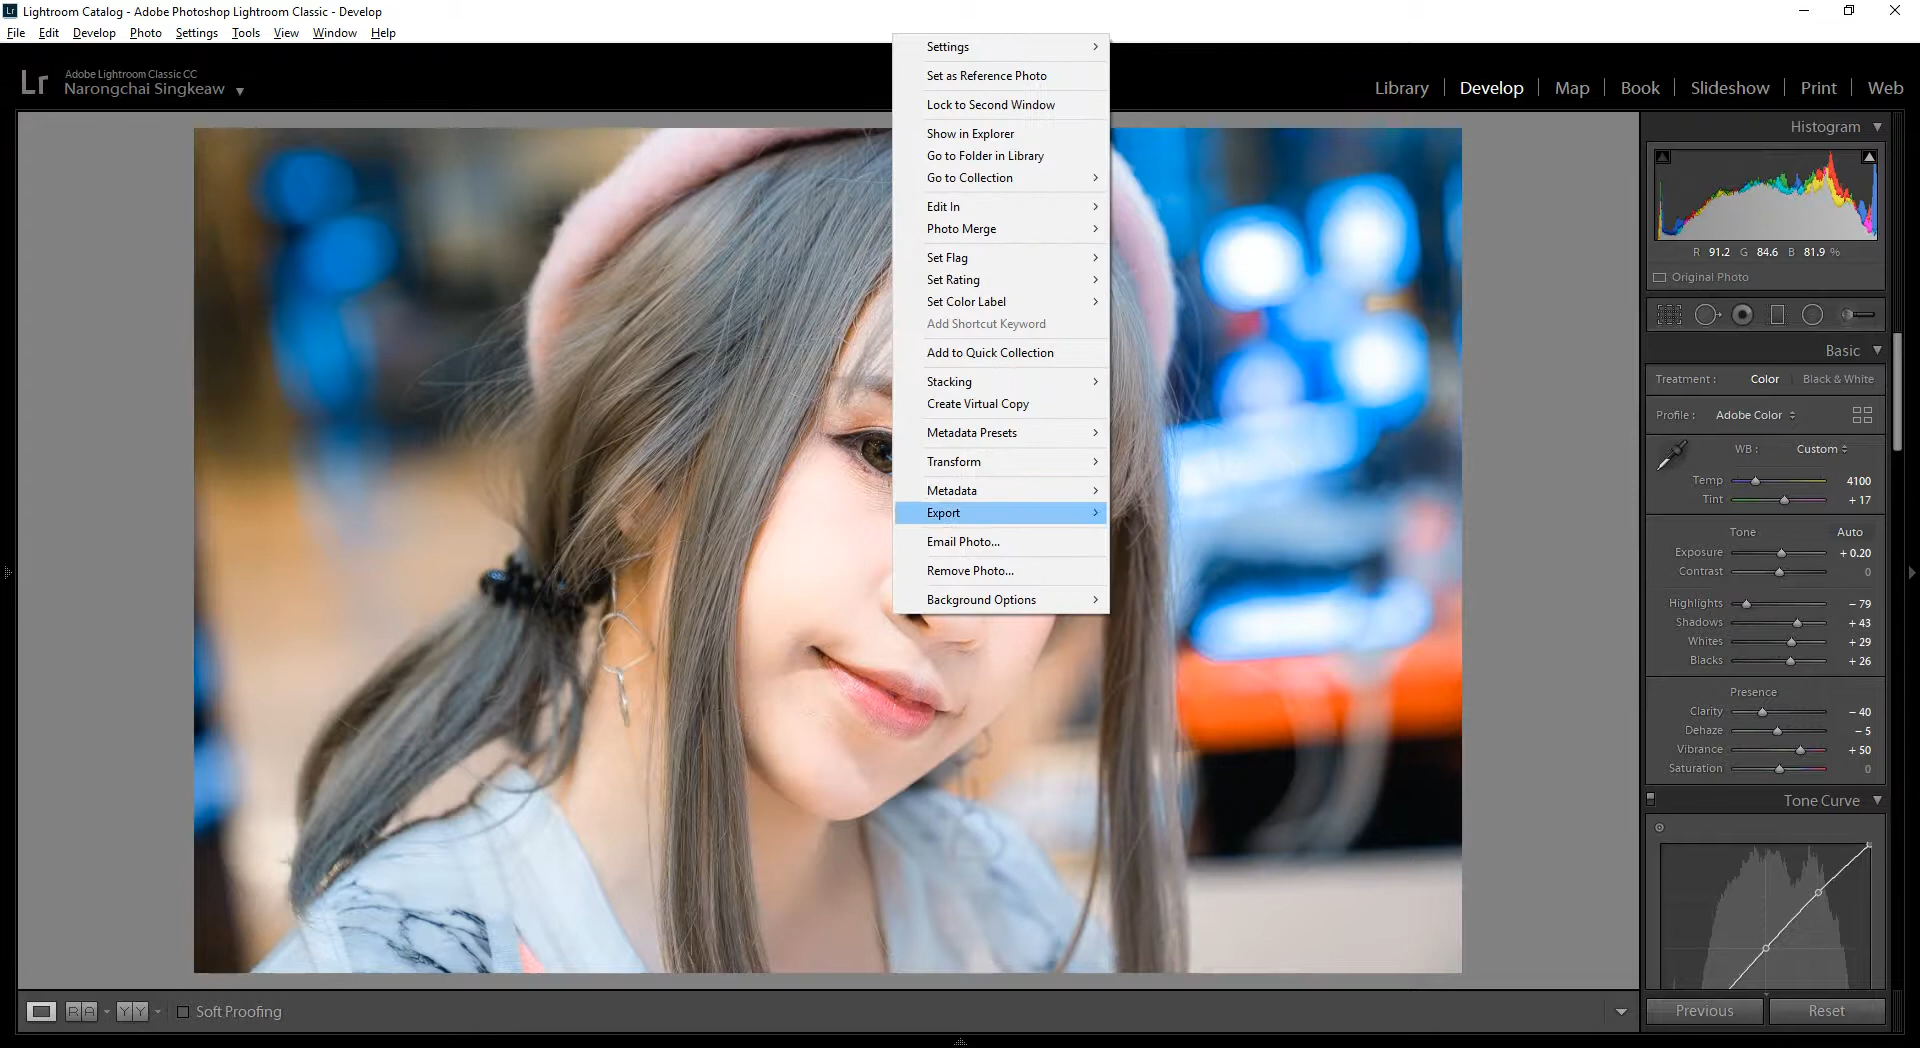 Lr Lightroom Catalog - Adobe Photoshop Lightroom Classic - Develop
File Edit Develop Photo Settings Tools View Window Help
Lr
Adobe Lightroom Classic CC
Narongchai Singkeaw
Library Develop Map Book Slideshow Print Web
Settings
Set as Reference Photo
Lock to Second Window
Show in Explorer
Go to Folder in Library
Go to Collection
Edit In
Photo Merge
Set Flag
Set Rating
Set Color Label
Add Shortcut Keyword
Add to Quick Collection
Stacking
Create Virtual Copy
Metadata Presets
Transform
Metadata
Export
Email Photo...
Remove Photo...
Background Options
Histogram
R 91.2 G 84.6 B 81.9 %
Original Photo
Basic
Treatment : Color Black & White
Profile : Adobe Color
WB : Custom
Temp 4100
Tint + 17
Tone Auto
Exposure + 0.20
Contrast 0
Highlights – 79
Shadows + 43
Whites + 29
Blacks + 26
Presence
Clarity – 40
Dehaze – 5
Vibrance + 50
Saturation 0
Tone Curve
R A Y Y Soft Proofing
Previous Reset